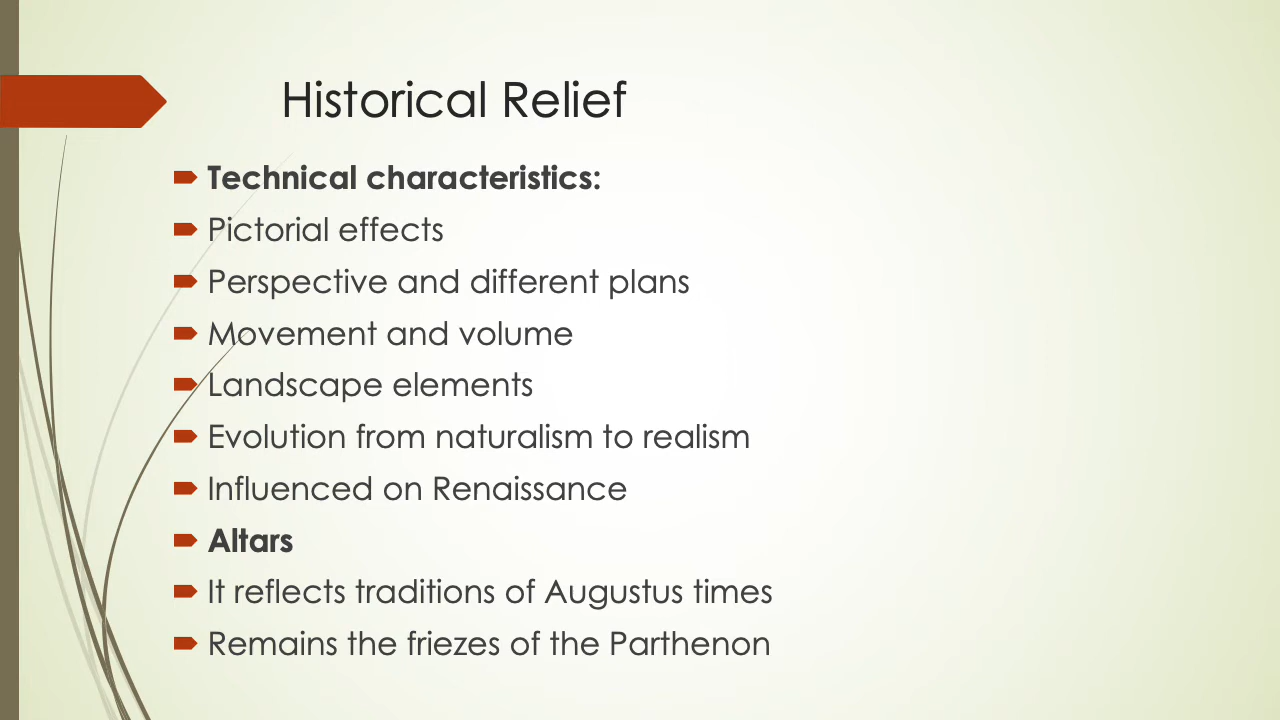 Historical Relief
Technical characteristics:
Pictorial effects
Perspective and different plans
Movement and volume
Landscape elements
Evolution from naturalism to realism
Influenced on Renaissance
Altars
It reflects traditions of Augustus times
Remains the friezes of the Parthenon